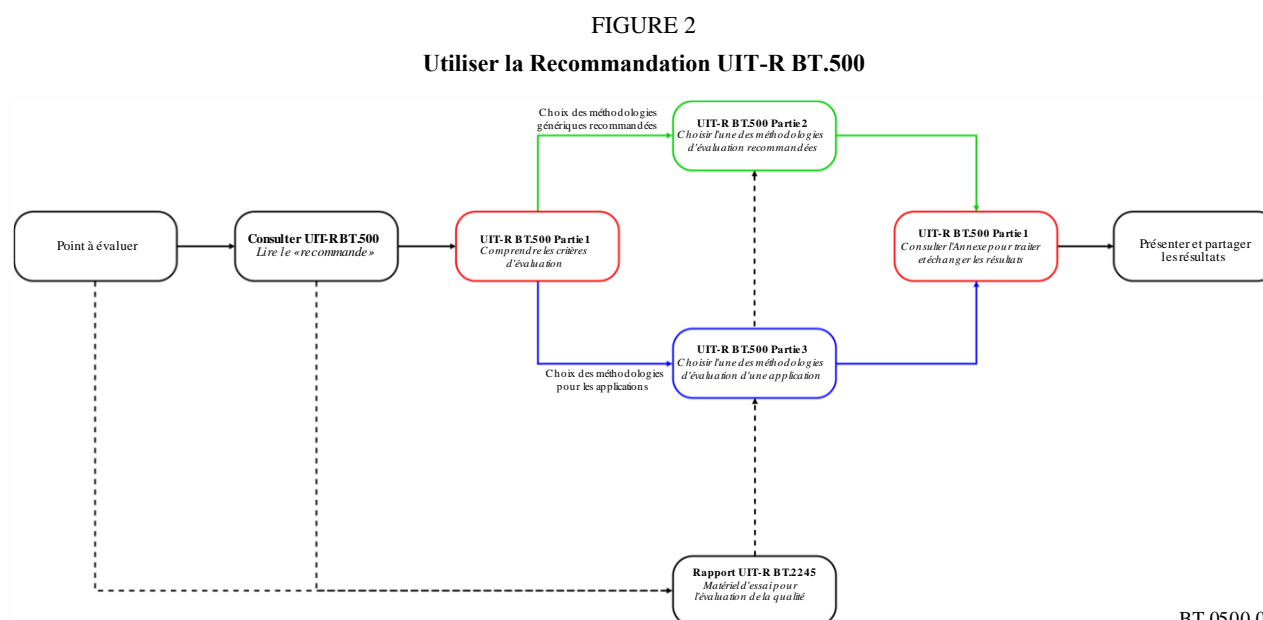 FIGURE 2
Utiliser la Recommandation UIT-R BT.500
Choix des méthodologies
génériques recommandées
UIT-R BT.500 Partie 2
Choisir l'une des méthodologies
d'évaluation recommandées
Point à évaluer
Consulter UIT-R BT.500
Lire le «recommande»
UIT-R BT.500 Partie 1
Comprendre les critères
d'évaluation
UIT-R BT.500 Partie 1
Consulter l'Annexe pour traiter
et échanger les résultats
Présenter et partager
les résultats
UIT-R BT.500 Partie 3
Choisir l'une des méthodologies
d'évaluation d'une application
Choix des méthodologies
pour les applications
Rapport UIT-R BT.2245
Matériel d'essai pour
l'évaluation de la qualité
BT.0500.0